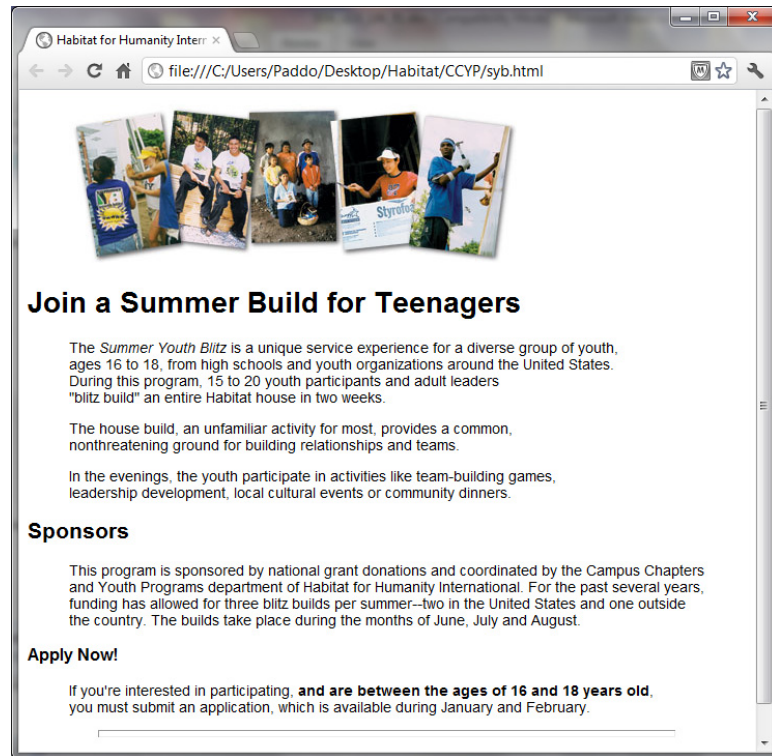 Habitat for Humanity Intern
file:///C:/Users/Paddo/Desktop/Habitat/CCYP/syb.html
Join a Summer Build for Teenagers
The Summer Youth Blitz is a unique service experience for a diverse group of youth,
ages 16 to 18, from high schools and youth organizations around the United States.
During this program, 15 to 20 youth participants and adult leaders
"blitz build" an entire Habitat house in two weeks.
The house build, an unfamiliar activity for most, provides a common,
nonthreatening ground for building relationships and teams.
In the evenings, the youth participate in activities like team-building games,
leadership development, local cultural events or community dinners.
Sponsors
This program is sponsored by national grant donations and coordinated by the Campus Chapters
and Youth Programs department of Habitat for Humanity International. For the past several years,
funding has allowed for three blitz builds per summer--two in the United States and one outside
the country. The builds take place during the months of June, July and August.
Apply Now!
If you're interested in participating, and are between the ages of 16 and 18 years old,
you must submit an application, which is available during January and February.